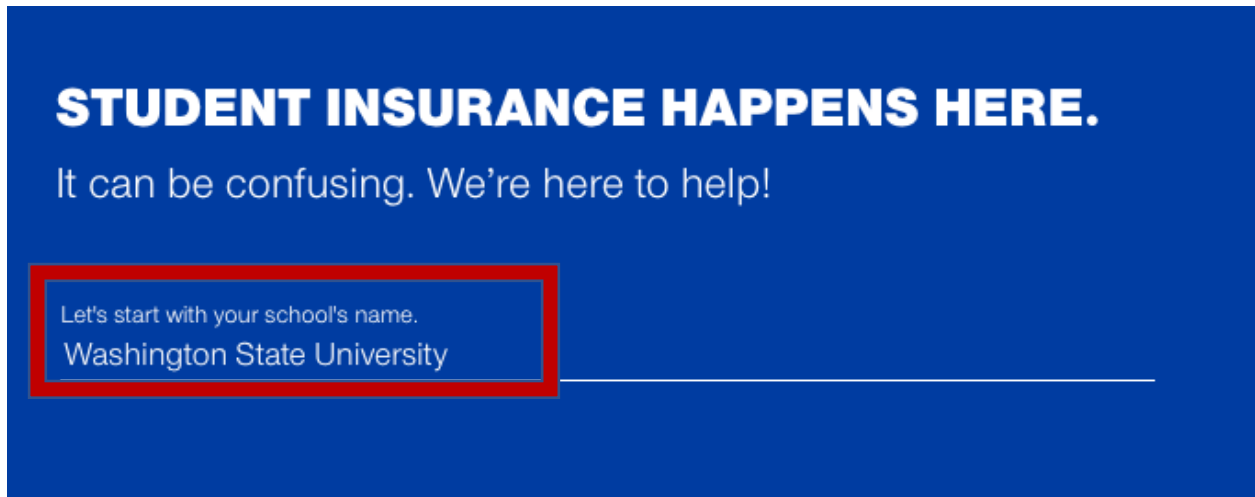 STUDENT INSURANCE HAPPENS HERE.
It can be confusing. We’re here to help!
Let's start with your school's name.
Washington State University